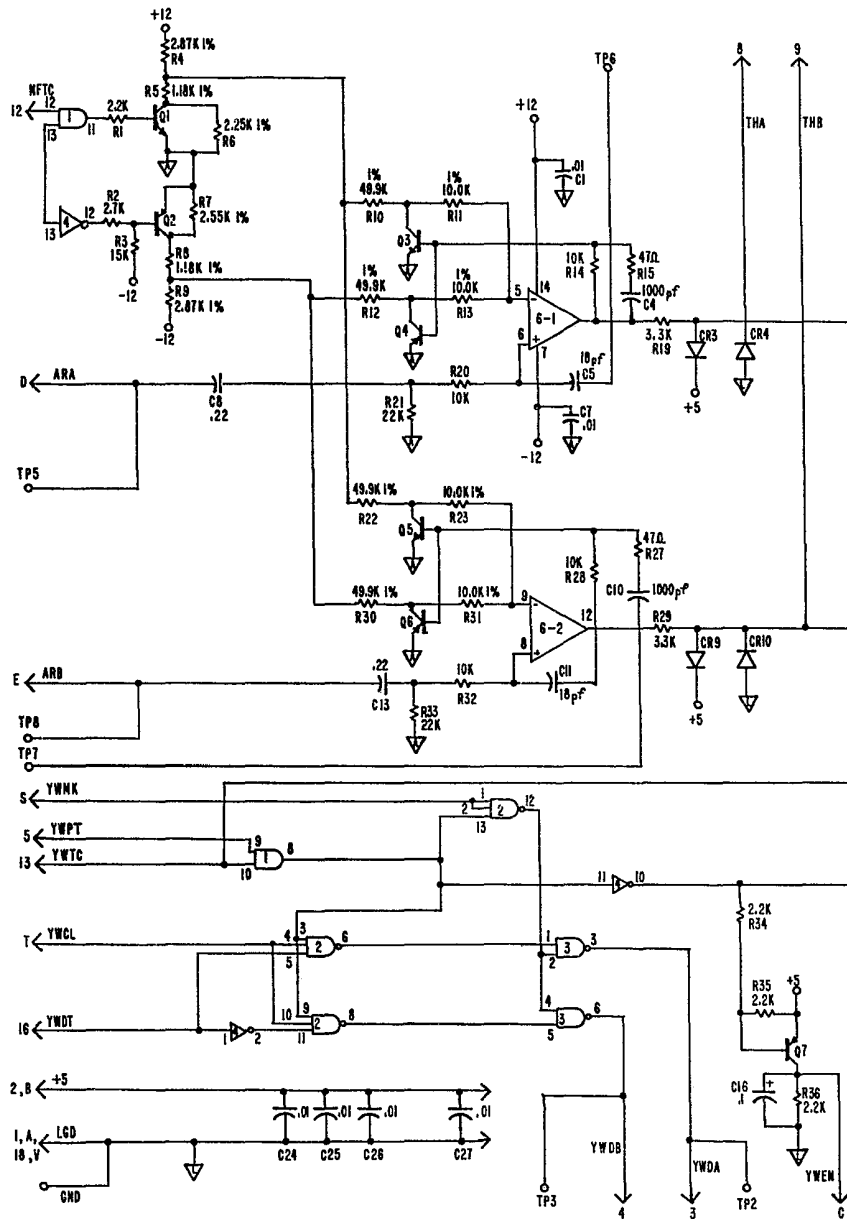 +12
2.87K 1%
R4
R5
1.18K 1%
Q1
NFTC
12
12
13
1
11
2.2K
R1
2.25K 1%
R6
A
R2
2.7K
4
12
13
Q2
R7
2.55K 1%
R3
15K
-12
R8
1.18K 1%
R9
2.87K 1%
-12
1%
49.9K
R10
1%
10.0K
R11
Q3
A
1%
49.9K
R12
1%
10.0K
R13
Q4
A
+12
.01
C1
A
TP6
10K
R14
47Ω
R15
1000pf
C4
5
14
6-1
6
7
3.3K
R19
CR3
+5
8
THA
CR4
L
9
THB
D
ARA
C8
.22
R21
22K
A
R20
10K
18pf
C5
C7
.01
A
-12
TP5
49.9K 1%
R22
10.0K 1%
R23
Q5
A
10K
R28
47Ω
R27
C10
1000pf
49.9K 1%
R30
10.0K 1%
R31
Q6
A
9
12
6-2
8
R29
3.3K
CR9
+5
CR10
L
E
ARB
.22
C13
10K
R32
C11
18pf
R33
22K
A
TP8
TP7
S
YWNK
1
2
2
12
13
5
YWPT
9
1
8
13
YWTC
10
11
4
10
2.2K
R34
T
YWCL
3
4
2
6
5
1
3
3
2
R35
2.2K
+5
Q7
16
YWDT
1
4
2
9
10
2
8
11
4
3
6
5
C16
+
.1
R36
2.2K
L
2,B
+5
.01
.01
.01
.01
1,A,
18,V
LGD
C24
C25
C26
C27
L
GND
TP3
YWDB
4
YWDA
3
TP2
YWEN
C